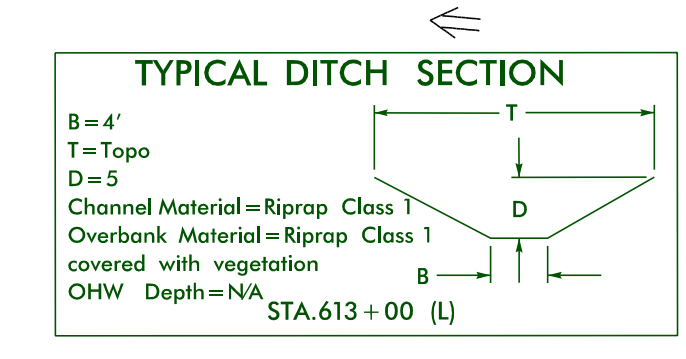 TYPICAL DITCH SECTION
B=4'
T=Topo
D=5
Channel Material=Riprap Class 1
Overbank Material=Riprap Class 1
covered with vegetation
OHW Depth=N/A
STA.613+00 (L)
T
D
B